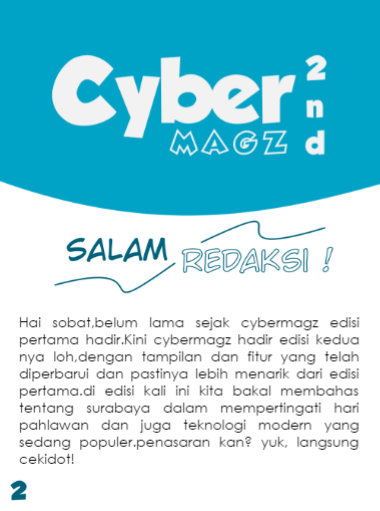 Cyber 2nd
MAGZ
SALAM REDAKSI !
Hai sobat,belum lama sejak cybermagz edisi
pertama hadir.Kini cybermagz hadir edisi kedua
nya loh,dengan tampilan dan fitur yang telah
diperbarui dan pastinya lebih menarik dari edisi
pertama.di edisi kali ini kita bakal membahas
tentang surabaya dalam mempertingati hari
pahlawan dan juga teknologi modern yang
sedang populer.penasaran kan? yuk, langsung
cekidot!
2